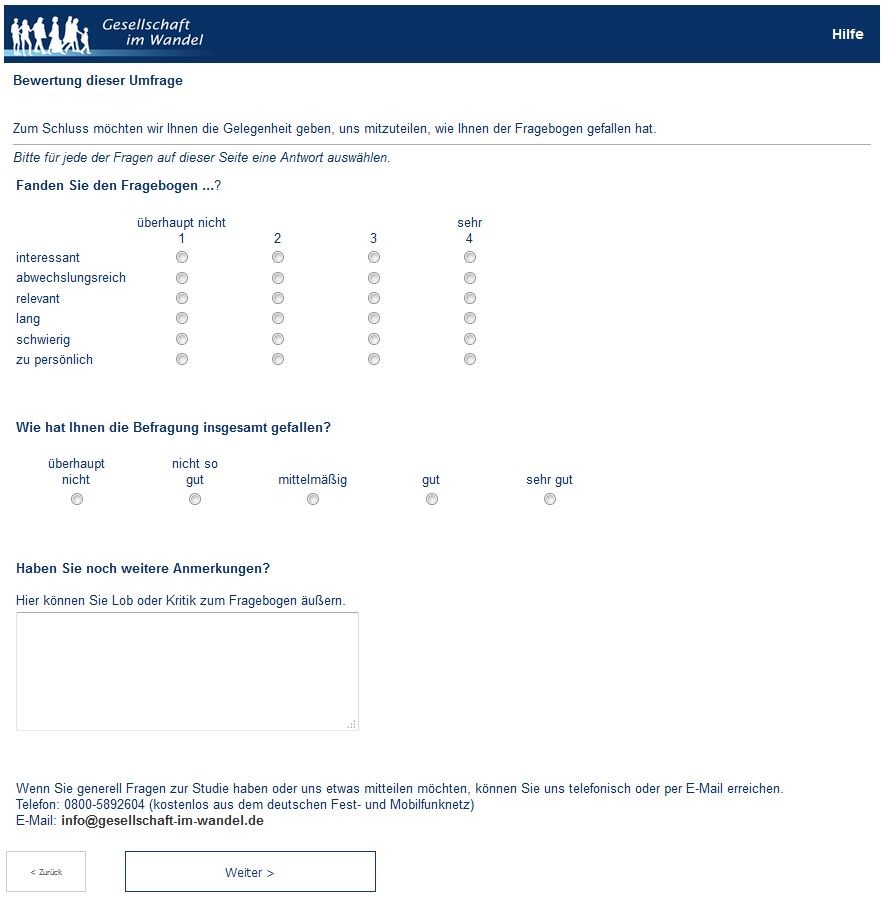 Gesellschaft
im Wandel
Hilfe
Bewertung dieser Umfrage
Zum Schluss möchten wir Ihnen die Gelegenheit geben, uns mitzuteilen, wie Ihnen der Fragebogen gefallen hat.
Bitte für jede der Fragen auf dieser Seite eine Antwort auswählen.
Fanden Sie den Fragebogen ...?
überhaupt nicht sehr
1 2 3 4
interessant
abwechslungsreich
relevant
lang
schwierig
zu persönlich
Wie hat Ihnen die Befragung insgesamt gefallen?
überhaupt nicht so
nicht gut mittelmäßig gut sehr gut
Haben Sie noch weitere Anmerkungen?
Hier können Sie Lob oder Kritik zum Fragebogen äußern.
Wenn Sie generell Fragen zur Studie haben oder uns etwas mitteilen möchten, können Sie uns telefonisch oder per E-Mail erreichen.
Telefon: 0800-5892604 (kostenlos aus dem deutschen Fest- und Mobilfunknetz)
E-Mail: info@gesellschaft-im-wandel.de
< Zurück Weiter >